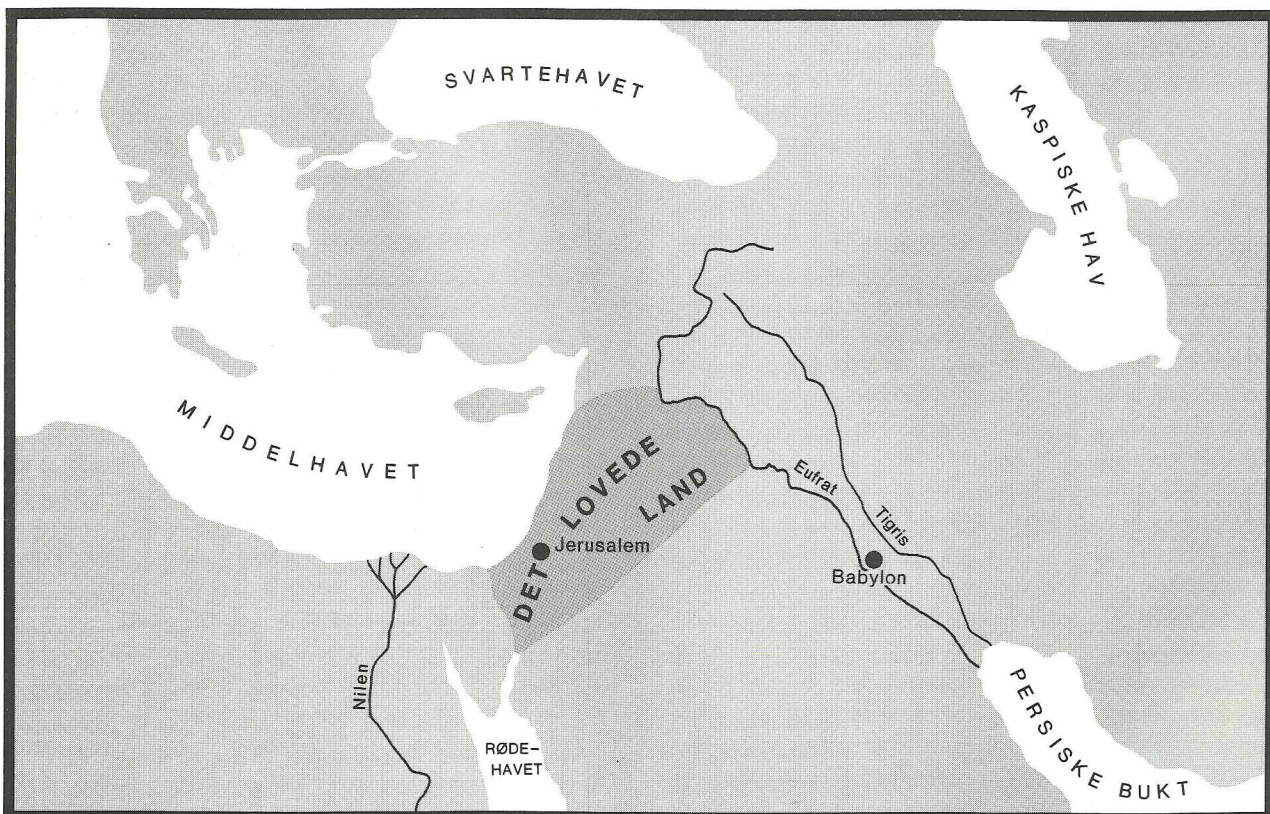 SVARTEHAVET
KASPISKE HAV
MIDDELHAVET
DET LOVEDE
LAND
Eufrat
Tigris
Jerusalem
Babylon
Nilen
RØDE-
HAVET
PERSISKE BUKT